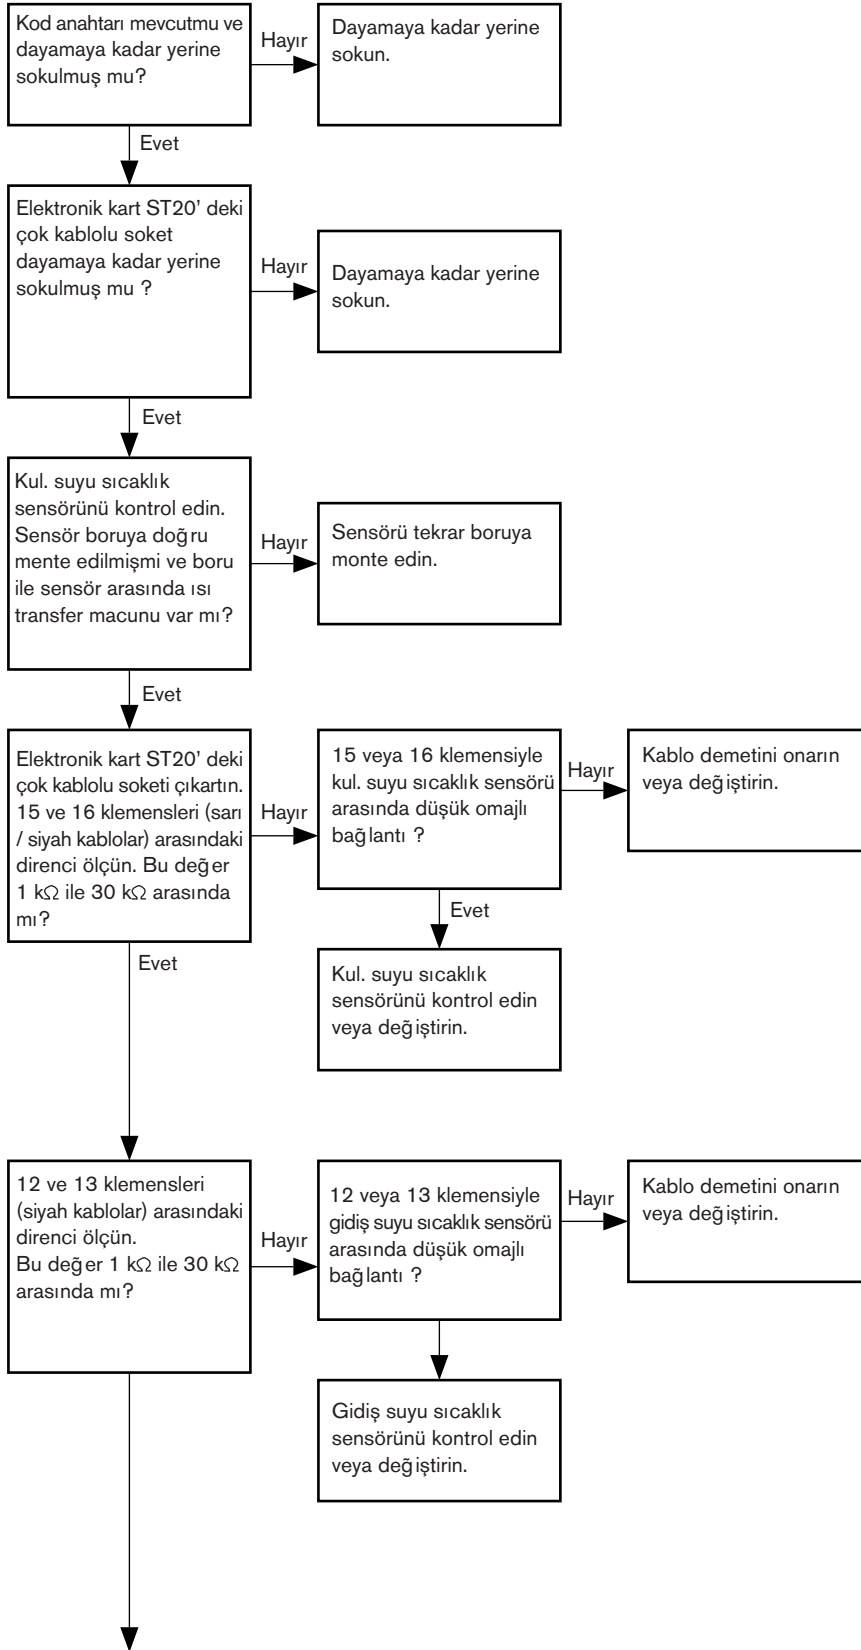 Kod anahtarı mevcutmu ve
dayamaya kadar yerine
sokulmuş mu?
Hayır
Dayamaya kadar yerine
sokun.
Evet
Elektronik kart ST20' deki
çok kablolu soket
dayamaya kadar yerine
sokulmuş mu ?
Hayır
Dayamaya kadar yerine
sokun.
Evet
Kul. suyu sıcaklık
sensörünü kontrol edin.
Sensör boruya doğru
mente edilmişmi ve boru
ile sensör arasında ısı
transfer macunu var mı?
Hayır
Sensörü tekrar boruya
monte edin.
Evet
Elektronik kart ST20' deki
çok kablolu soketi çıkartın.
15 ve 16 klemensleri (sarı
/ siyah kablolar) arasındaki
direnci ölçün. Bu değer
1 kΩ ile 30 kΩ arasında
mı?
Hayır
15 veya 16 klemensiyle
kul. suyu sıcaklık sensörü
arasında düşük omajlı
bağlantı ?
Hayır
Kablo demetini onarın
veya değiştirin.
Evet
Kul. suyu sıcaklık
sensörünü kontrol edin
veya değiştirin.
Evet
12 ve 13 klemensleri
(siyah kablolar) arasındaki
direnci ölçün.
Bu değer 1 kΩ ile 30 kΩ
arasında mı?
Hayır
12 veya 13 klemensiyle
gidiş suyu sıcaklık sensörü
arasında düşük omajlı
bağlantı ?
Hayır
Kablo demetini onarın
veya değiştirin.
Gidiş suyu sıcaklık
sensörünü kontrol edin
veya değiştirin.